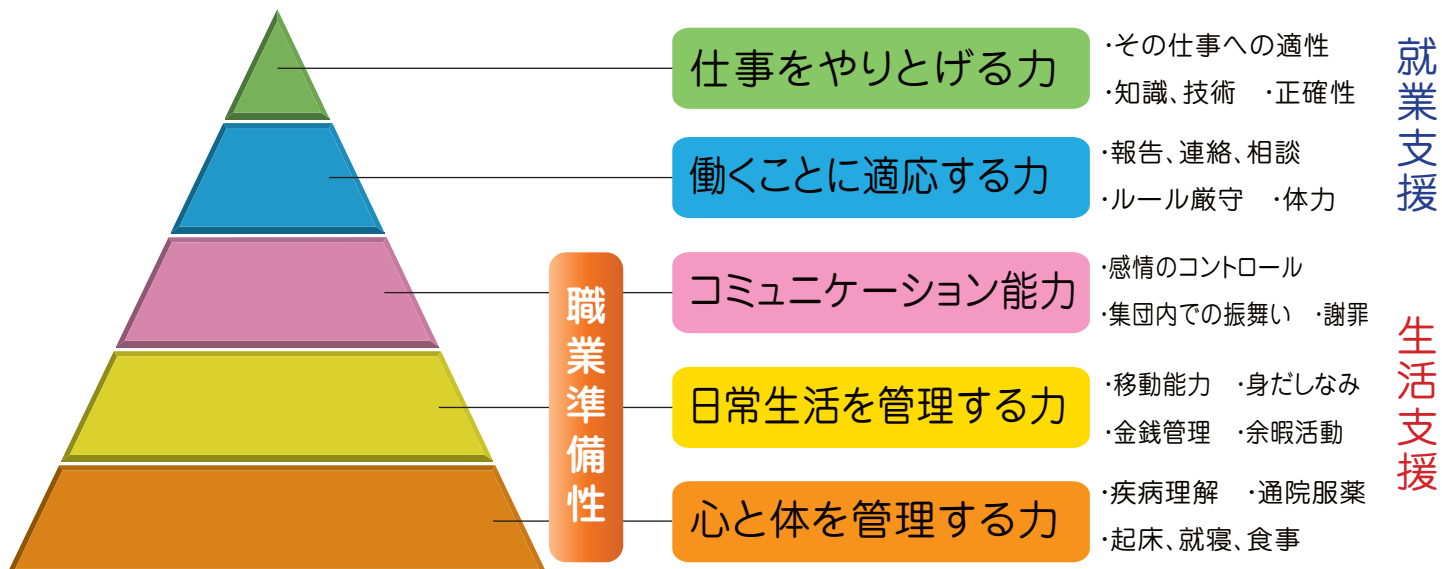 仕事をやりとげる力
・その仕事への適性
・知識、技術　・正確性
働くことに適応する力
・報告、連絡、相談
・ルール厳守　・体力
就業支援
職業準備性
コミュニケーション能力
・感情のコントロール
・集団内での振舞い　・謝罪
日常生活を管理する力
・移動能力　・身だしなみ
・金銭管理　・余暇活動
心と体を管理する力
・疾病理解　・通院服薬
・起床、就寝、食事
生活支援